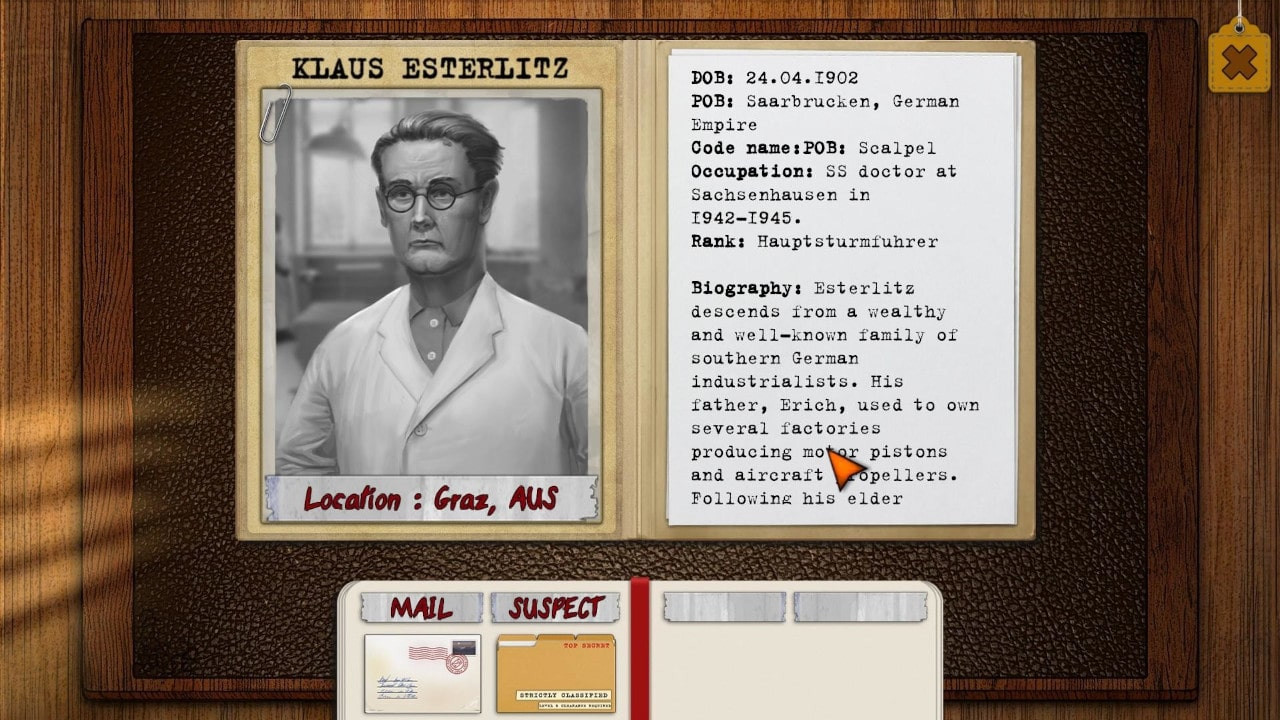 KLAUS ESTERLITZ
Location : Graz, AUS
DOB: 24.04.1902
POB: Saarbrucken, German
Empire
Code name:POB: Scalpel
Occupation: SS doctor at
Sachsenhausen in
1942-1945.
Rank: Hauptsturmfuhrer
Biography: Esterlitz
descends from a wealthy
and well-known family of
southern German
industrialists. His
father, Erich, used to own
several factories
producing motor pistons
and aircraft propellers.
Following his elder
MAIL
SUSPECT
TOP SECRET
STRICTLY CLASSIFIED